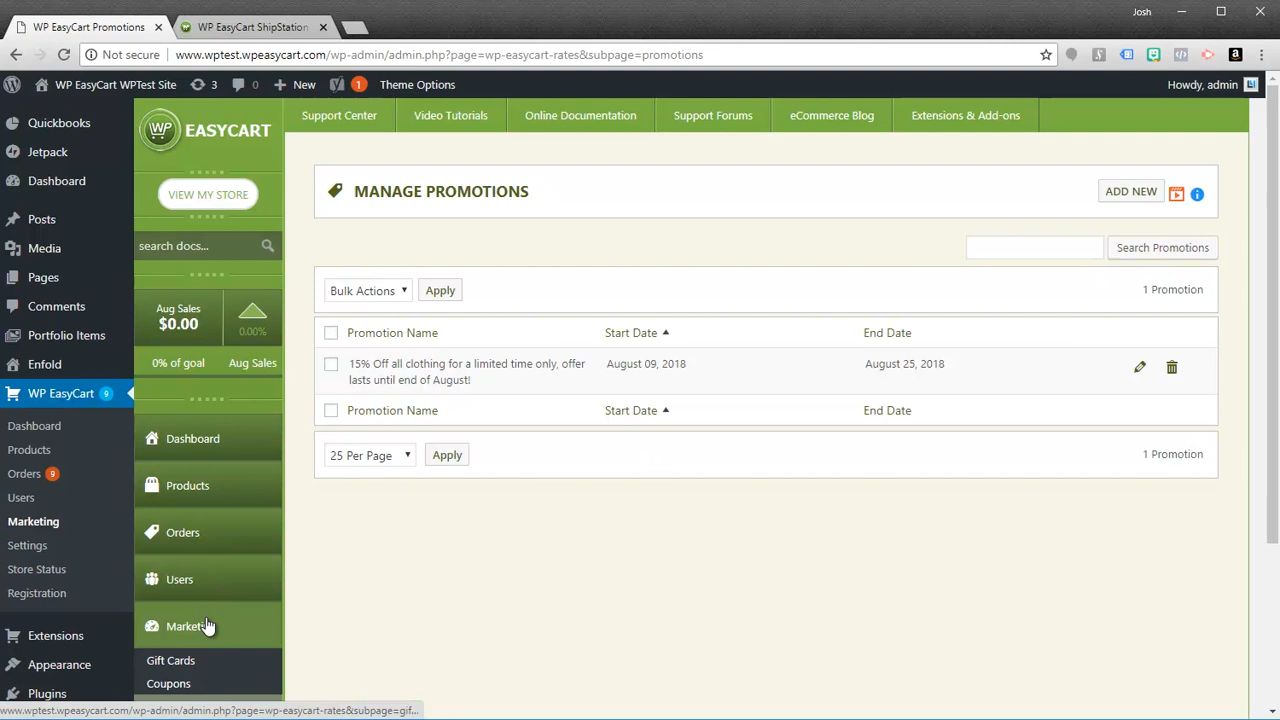 WP EasyCart Promotions
WP EasyCart ShipStation
Josh
Not secure
www.wptest.wpeasycart.com/wp-admin/admin.php?page=wp-easycart-rates&subpage=promotions
WP EasyCart WPTest Site
3
0
New
1
Theme Options
Howdy, admin
Quickbooks
Jetpack
Dashboard
Posts
Media
Pages
Comments
Portfolio Items
Enfold
WP EasyCart 9
Dashboard
Products
Orders 9
Users
Marketing
Settings
Store Status
Registration
Extensions
Appearance
Plugins
WP EASYCART
VIEW MY STORE
search docs...
Aug Sales
$0.00
0.00%
0% of goal
Aug Sales
Dashboard
Products
Orders
Users
Marketi
Gift Cards
Coupons
Support Center
Video Tutorials
Online Documentation
Support Forums
eCommerce Blog
Extensions & Add-ons
MANAGE PROMOTIONS
ADD NEW
Search Promotions
Bulk Actions
Apply
1 Promotion
Promotion Name
Start Date
End Date
15% Off all clothing for a limited time only, offer
lasts until end of August!
August 09, 2018
August 25, 2018
Promotion Name
Start Date
End Date
25 Per Page
Apply
1 Promotion
www.wptest.wpeasycart.com/wp-admin/admin.php?page=wp-easycart-rates&subpage=gif...